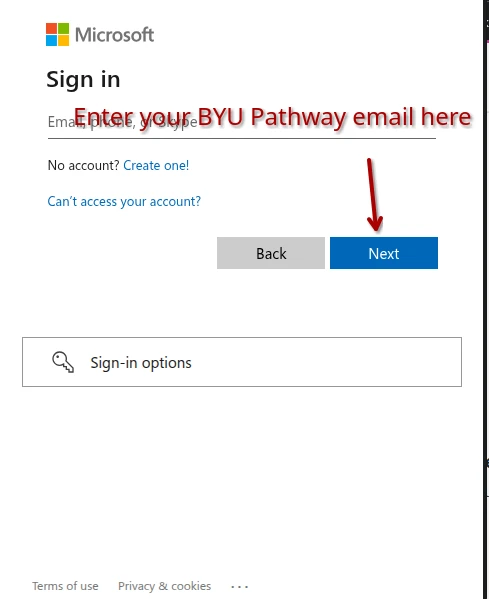 Microsoft
Sign in
Email, phone, or Skype
Enter your BYU Pathway email here
No account? Create one!
Can't access your account?
Back
Next
Sign-in options
Terms of use
Privacy & cookies
...